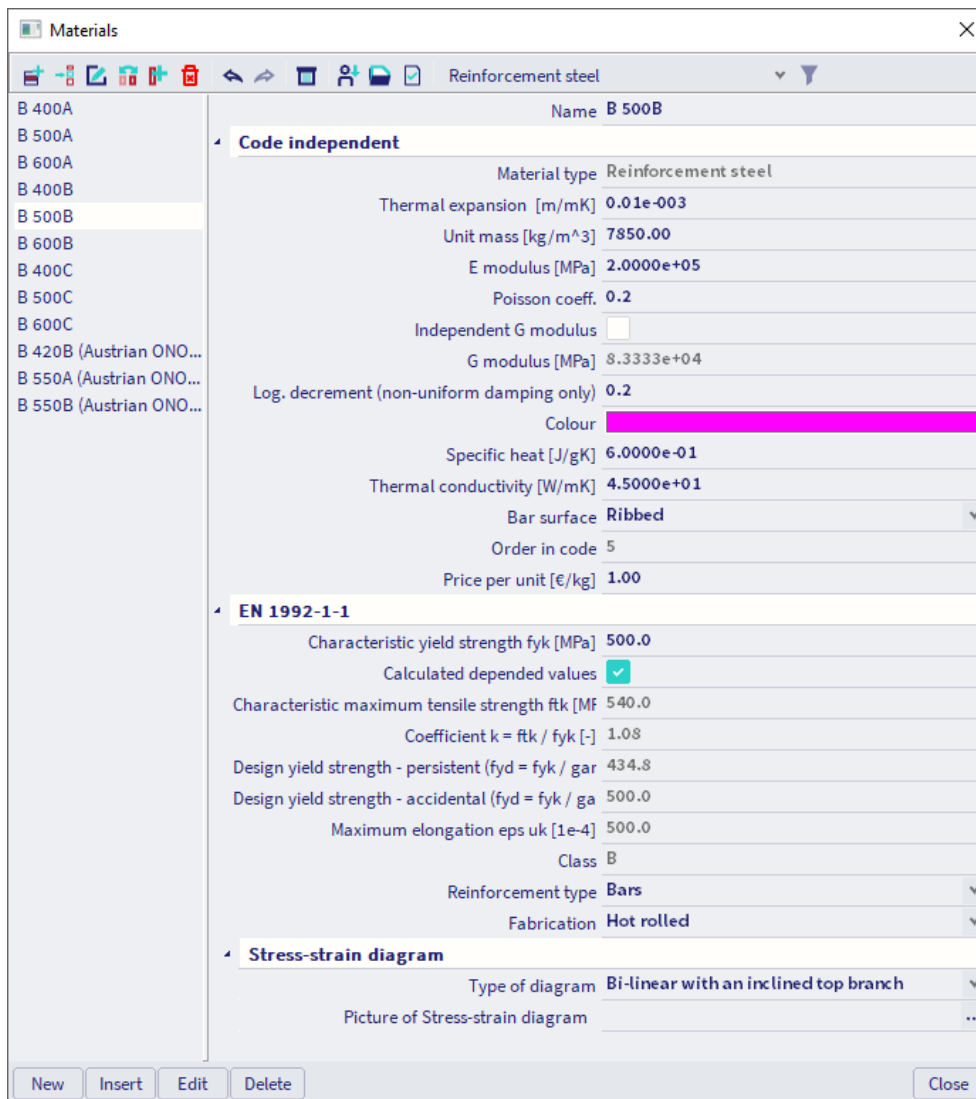 Materials
Reinforcement steel
B 400A
B 500A
B 600A
B 400B
B 500B
B 600B
B 400C
B 500C
B 600C
B 420B (Austrian ONO...
B 550A (Austrian ONO...
B 550B (Austrian ONO...
Name B 500B
Code independent
Material type Reinforcement steel
Thermal expansion [m/mK] 0.01e-003
Unit mass [kg/m^3] 7850.00
E modulus [MPa] 2.0000e+05
Poisson coeff. 0.2
Independent G modulus
G modulus [MPa] 8.3333e+04
Log. decrement (non-uniform damping only) 0.2
Colour
Specific heat [J/gK] 6.0000e-01
Thermal conductivity [W/mK] 4.5000e+01
Bar surface Ribbed
Order in code 5
Price per unit [€/kg] 1.00
EN 1992-1-1
Characteristic yield strength fyk [MPa] 500.0
Calculated depended values
Characteristic maximum tensile strength ftk [MF 540.0
Coefficient k = ftk / fyk [-] 1.08
Design yield strength - persistent (fyd = fyk / gar 434.8
Design yield strength - accidental (fyd = fyk / ga 500.0
Maximum elongation eps uk [1e-4] 500.0
Class B
Reinforcement type Bars
Fabrication Hot rolled
Stress-strain diagram
Type of diagram Bi-linear with an inclined top branch
Picture of Stress-strain diagram ..
New Insert Edit Delete Close